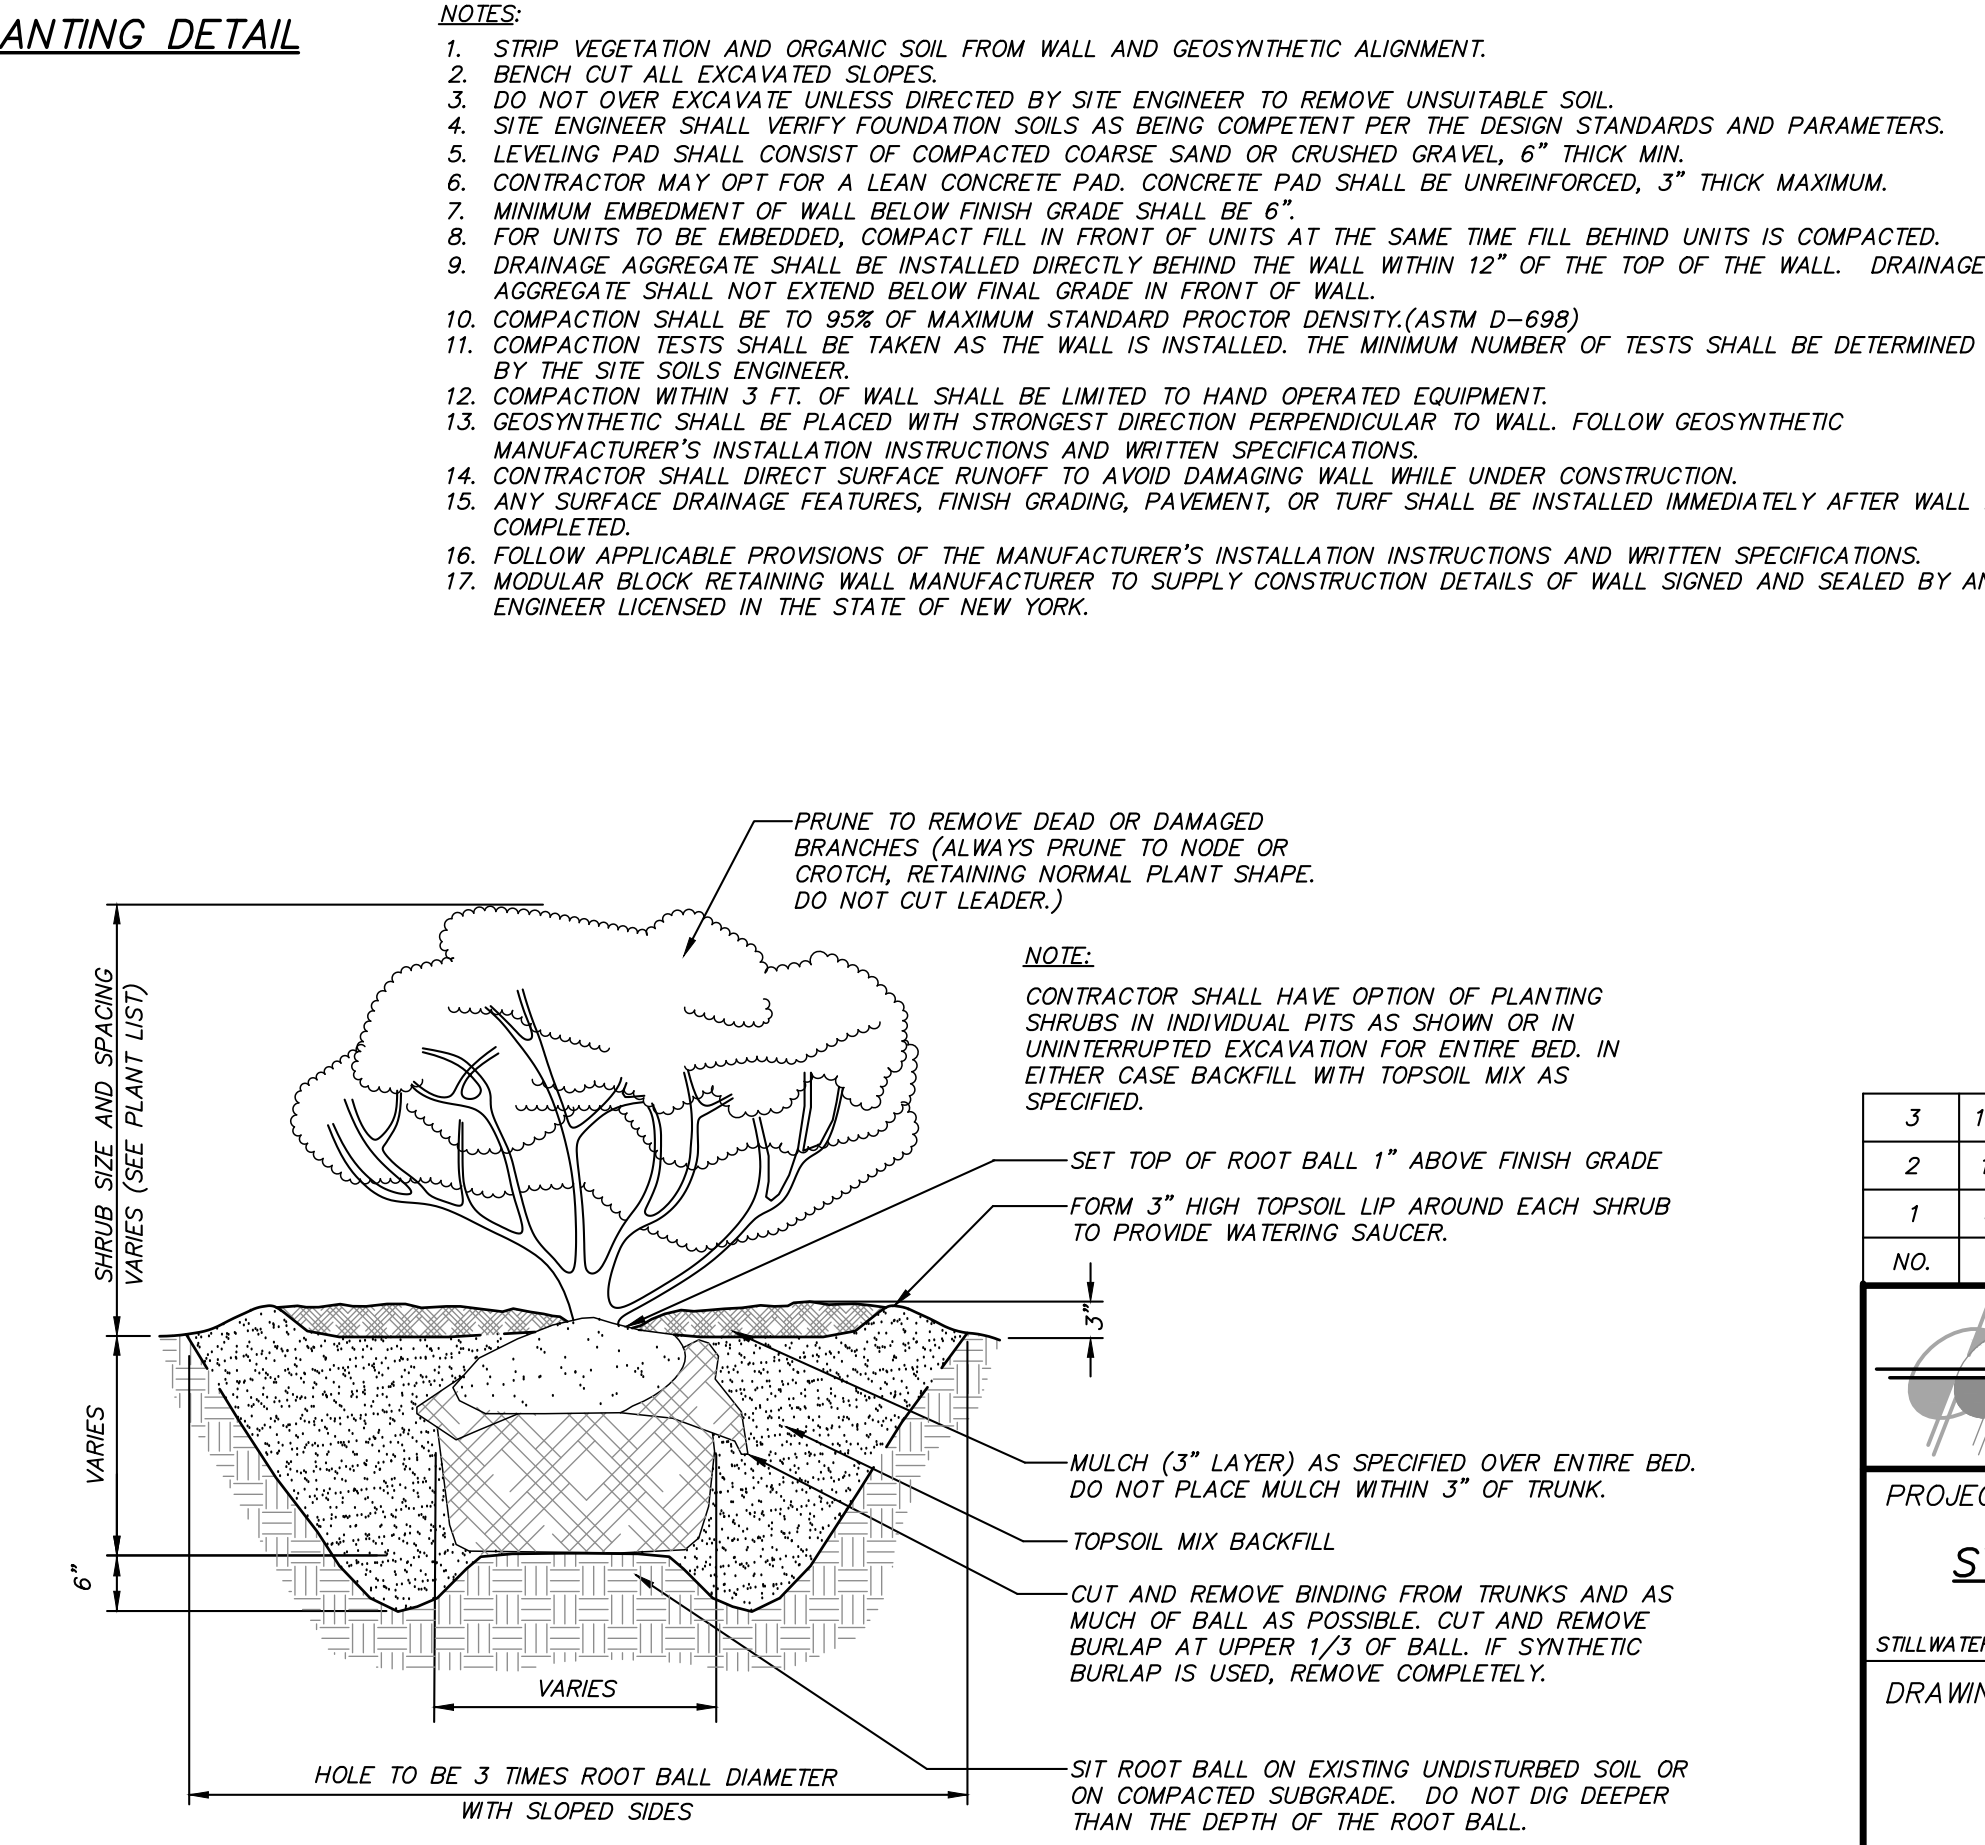 ANTING DETAIL
NOTES:
1. STRIP VEGETATION AND ORGANIC SOIL FROM WALL AND GEOSYNTHETIC ALIGNMENT.
2. BENCH CUT ALL EXCAVATED SLOPES.
3. DO NOT OVER EXCAVATE UNLESS DIRECTED BY SITE ENGINEER TO REMOVE UNSUITABLE SOIL.
4. SITE ENGINEER SHALL VERIFY FOUNDATION SOILS AS BEING COMPETENT PER THE DESIGN STANDARDS AND PARAMETERS.
5. LEVELING PAD SHALL CONSIST OF COMPACTED COARSE SAND OR CRUSHED GRAVEL, 6" THICK MIN.
6. CONTRACTOR MAY OPT FOR A LEAN CONCRETE PAD. CONCRETE PAD SHALL BE UNREINFORCED, 3" THICK MAXIMUM.
7. MINIMUM EMBEDMENT OF WALL BELOW FINISH GRADE SHALL BE 6".
8. FOR UNITS TO BE EMBEDDED, COMPACT FILL IN FRONT OF UNITS AT THE SAME TIME FILL BEHIND UNITS IS COMPACTED.
9. DRAINAGE AGGREGATE SHALL BE INSTALLED DIRECTLY BEHIND THE WALL WITHIN 12" OF THE TOP OF THE WALL. DRAINAGE
AGGREGATE SHALL NOT EXTEND BELOW FINAL GRADE IN FRONT OF WALL.
10. COMPACTION SHALL BE TO 95% OF MAXIMUM STANDARD PROCTOR DENSITY.(ASTM D-698)
11. COMPACTION TESTS SHALL BE TAKEN AS THE WALL IS INSTALLED. THE MINIMUM NUMBER OF TESTS SHALL BE DETERMINED
BY THE SITE SOILS ENGINEER.
12. COMPACTION WITHIN 3 FT. OF WALL SHALL BE LIMITED TO HAND OPERATED EQUIPMENT.
13. GEOSYNTHETIC SHALL BE PLACED WITH STRONGEST DIRECTION PERPENDICULAR TO WALL. FOLLOW GEOSYNTHETIC
MANUFACTURER'S INSTALLATION INSTRUCTIONS AND WRITTEN SPECIFICATIONS.
14. CONTRACTOR SHALL DIRECT SURFACE RUNOFF TO AVOID DAMAGING WALL WHILE UNDER CONSTRUCTION.
15. ANY SURFACE DRAINAGE FEATURES, FINISH GRADING, PAVEMENT, OR TURF SHALL BE INSTALLED IMMEDIATELY AFTER WALL
COMPLETED.
16. FOLLOW APPLICABLE PROVISIONS OF THE MANUFACTURER'S INSTALLATION INSTRUCTIONS AND WRITTEN SPECIFICATIONS.
17. MODULAR BLOCK RETAINING WALL MANUFACTURER TO SUPPLY CONSTRUCTION DETAILS OF WALL SIGNED AND SEALED BY AN
ENGINEER LICENSED IN THE STATE OF NEW YORK.
PRUNE TO REMOVE DEAD OR DAMAGED
BRANCHES (ALWAYS PRUNE TO NODE OR
CROTCH, RETAINING NORMAL PLANT SHAPE.
DO NOT CUT LEADER.)
NOTE:
CONTRACTOR SHALL HAVE OPTION OF PLANTING
SHRUBS IN INDIVIDUAL PITS AS SHOWN OR IN
UNINTERRUPTED EXCAVATION FOR ENTIRE BED. IN
EITHER CASE BACKFILL WITH TOPSOIL MIX AS
SPECIFIED.
SHRUB SIZE AND SPACING
VARIES (SEE PLANT LIST)
SET TOP OF ROOT BALL 1" ABOVE FINISH GRADE
FORM 3" HIGH TOPSOIL LIP AROUND EACH SHRUB
TO PROVIDE WATERING SAUCER.
3"
VARIES
6"
MULCH (3" LAYER) AS SPECIFIED OVER ENTIRE BED.
DO NOT PLACE MULCH WITHIN 3" OF TRUNK.
TOPSOIL MIX BACKFILL
CUT AND REMOVE BINDING FROM TRUNKS AND AS
MUCH OF BALL AS POSSIBLE. CUT AND REMOVE
BURLAP AT UPPER 1/3 OF BALL. IF SYNTHETIC
BURLAP IS USED, REMOVE COMPLETELY.
VARIES
HOLE TO BE 3 TIMES ROOT BALL DIAMETER
WITH SLOPED SIDES
SIT ROOT BALL ON EXISTING UNDISTURBED SOIL OR
ON COMPACTED SUBGRADE. DO NOT DIG DEEPER
THAN THE DEPTH OF THE ROOT BALL.
3 1
2 1
1
NO.
PROJEC
S
STILLWATER
DRAWIN